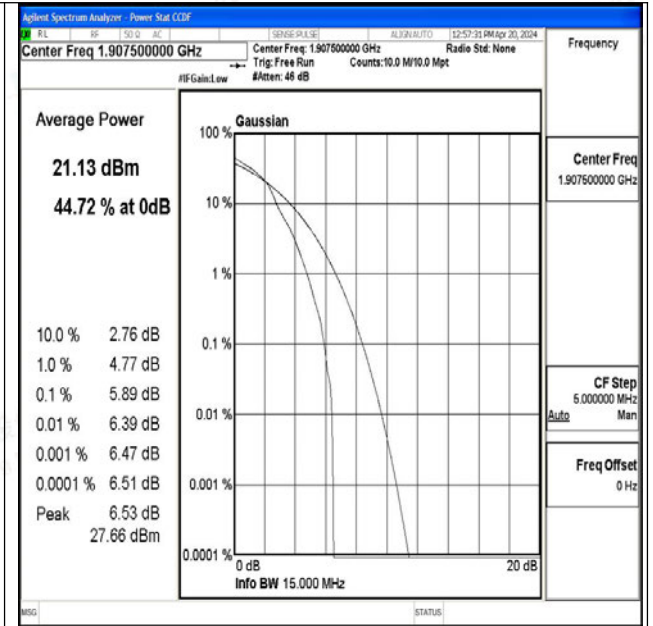 Agilent Spectrum Analyzer - Power Stat CCDF
RL RF 50 Ω AC SENSE:PULSE ALIGN AUTO 12:57:31 PM Apr 20, 2024
Center Freq 1.907500000 GHz
Center Freq: 1.907500000 GHz Radio Std: None
Trig: Free Run Counts:10.0 M/10.0 Mpt
#IFGain:Low #Atten: 46 dB
Frequency
Average Power
21.13 dBm
44.72 % at 0dB
10.0 % 2.76 dB
1.0 % 4.77 dB
0.1 % 5.89 dB
0.01 % 6.39 dB
0.001 % 6.47 dB
0.0001 % 6.51 dB
Peak 6.53 dB
27.66 dBm
Gaussian
100 %
10 %
1 %
0.1 %
0.01 %
0.001 %
0.0001 %
0 dB 20 dB
Info BW 15.000 MHz
Center Freq
1.907500000 GHz
CF Step
5.000000 MHz
Auto Man
Freq Offset
0 Hz
MSG STATUS